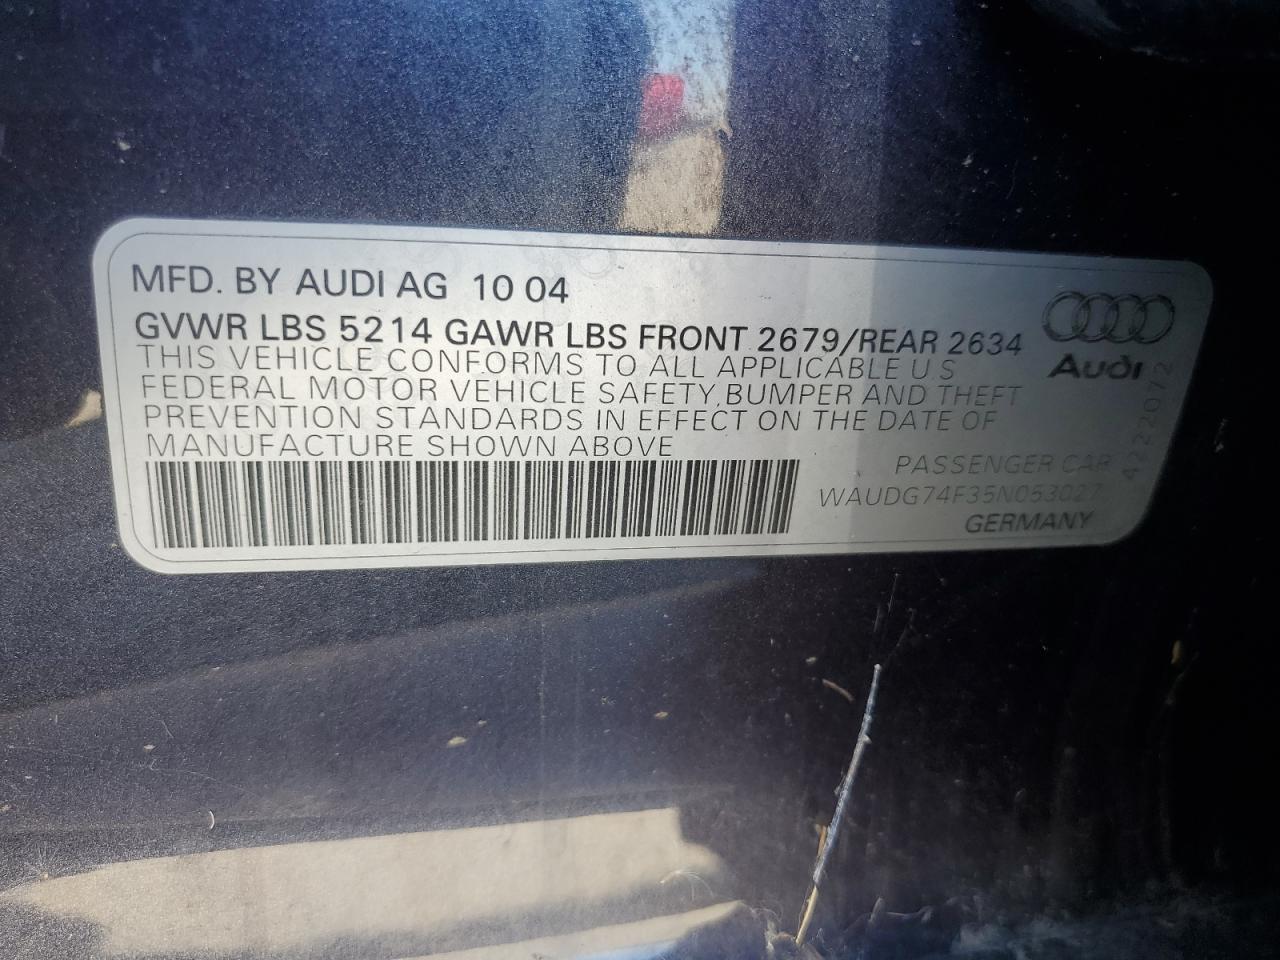 MFD. BY AUDI AG 10 04
GVWR LBS 5214 GAWR LBS FRONT 2679/REAR 2634
THIS VEHICLE CONFORMS TO ALL APPLICABLE U.S
FEDERAL MOTOR VEHICLE SAFETY, BUMPER AND THEFT
PREVENTION STANDARDS IN EFFECT ON THE DATE OF
MANUFACTURE SHOWN ABOVE
Audi
PASSENGER CAR
WAUDG74F35N053027
GERMANY
4222072